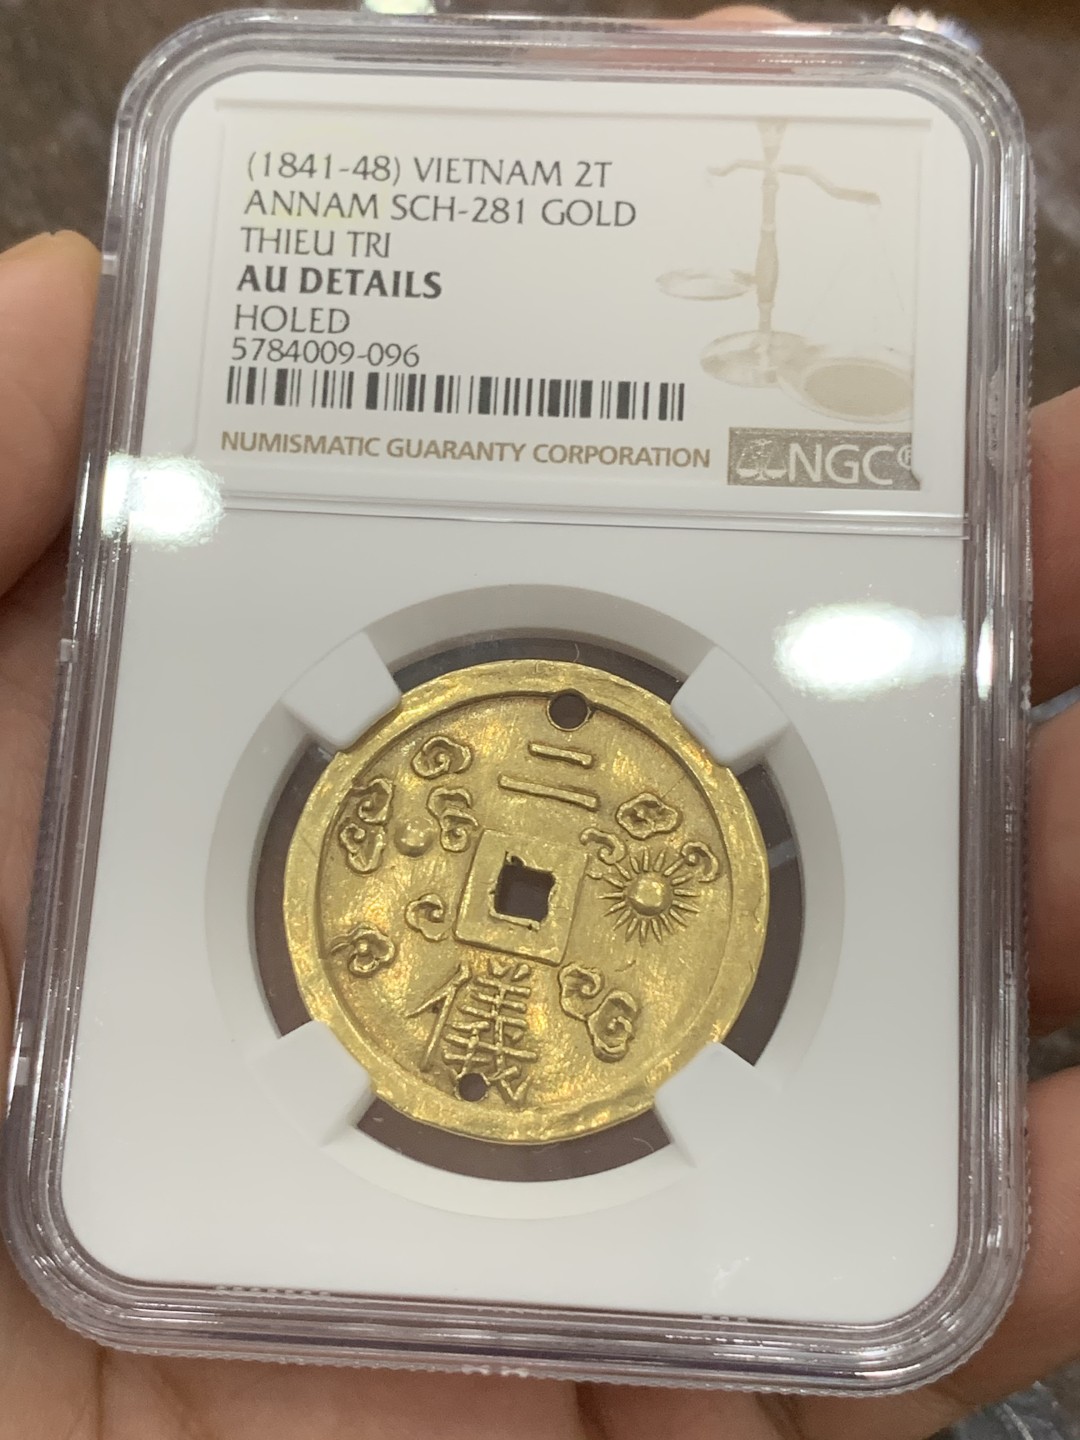 (1841-48) VIETNAM 2T
ANNAM SCH-281 GOLD
THIEU TRI
AU DETAILS
HOLED
5784009-096
NUMISMATIC GUARANTY CORPORATION
NGC®
二
儀